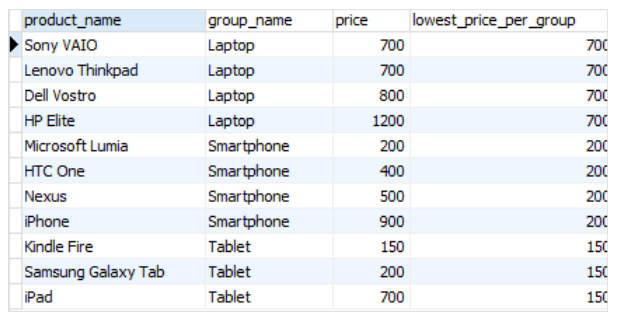 product_name group_name price lowest_price_per_group
Sony VAIO Laptop 700 700
Lenovo Thinkpad Laptop 700 700
Dell Vostro Laptop 800 700
HP Elite Laptop 1200 700
Microsoft Lumia Smartphone 200 200
HTC One Smartphone 400 200
Nexus Smartphone 500 200
iPhone Smartphone 900 200
Kindle Fire Tablet 150 150
Samsung Galaxy Tab Tablet 200 150
iPad Tablet 700 150